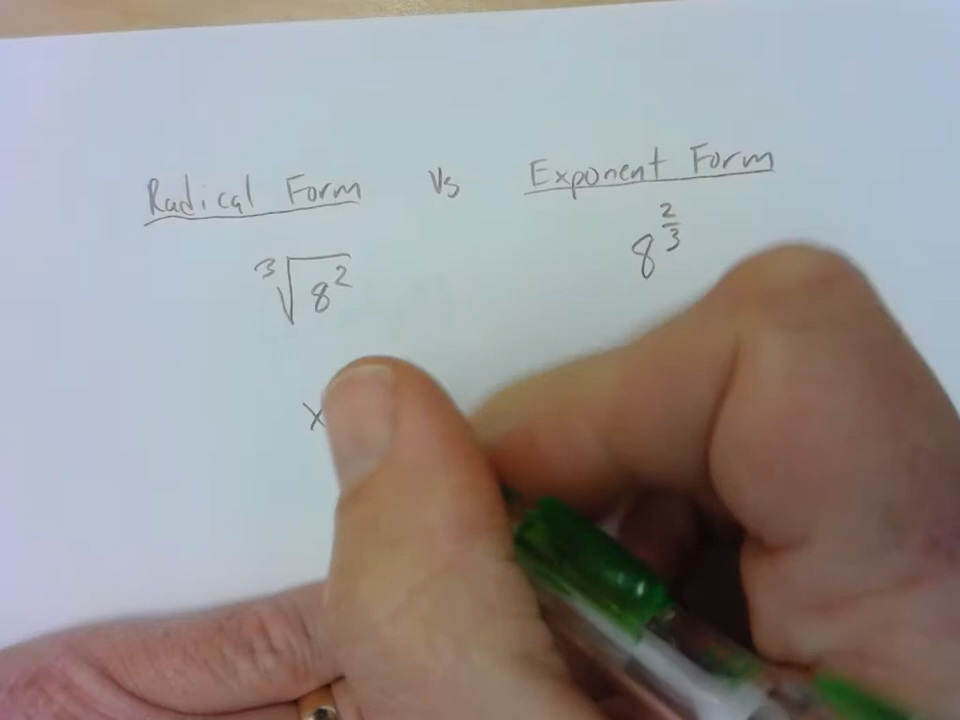 Radical Form Vs Exponent Form
∛8² 8^(2/3)
x